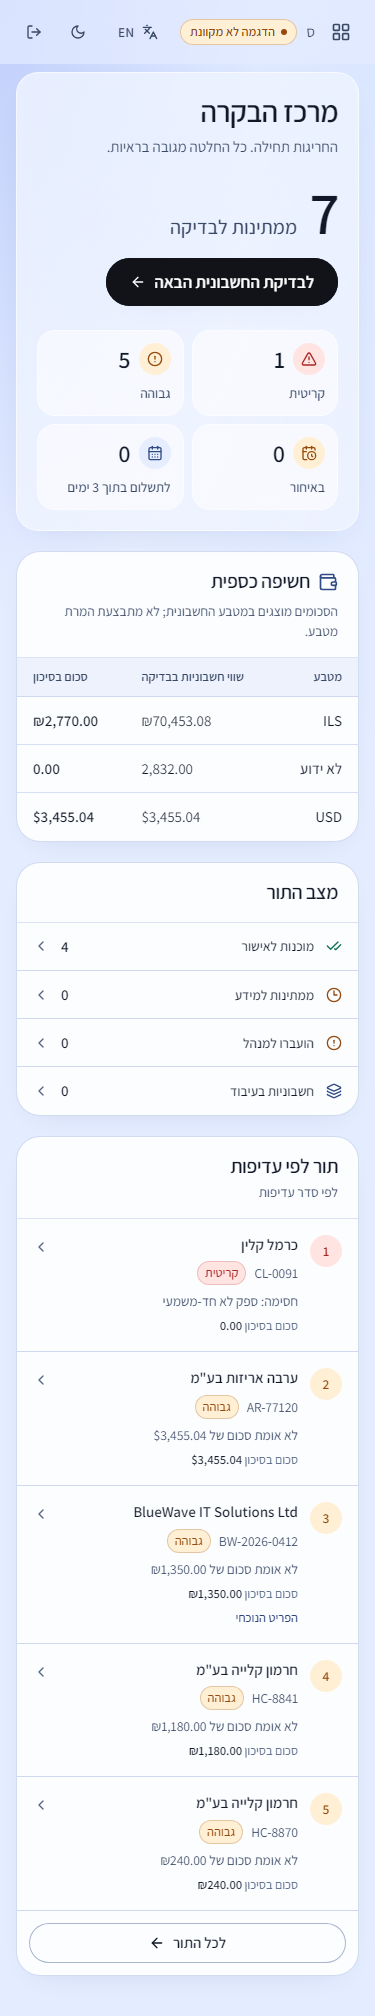 ס
הדגמה לא מקוונת
EN
מרכז הבקרה
החריגות תחילה. כל החלטה מגובה בראיות.
7 ממתינות לבדיקה
לבדיקת החשבונית הבאה
1
קריטית
5
גבוהה
0
באיחור
0
לתשלום בתוך 3 ימים
חשיפה כספית
הסכומים מוצגים במטבע החשבונית; לא מתבצעת המרת
מטבע.
מטבע שווי חשבוניות בבדיקה סכום בסיכון
ILS ₪70,453.08 ₪2,770.00
לא ידוע 2,832.00 0.00
USD $3,455.04 $3,455.04
מצב התור
מוכנות לאישור 4
ממתינות למידע 0
הועברו למנהל 0
חשבוניות בעיבוד 0
תור לפי עדיפות
לפי סדר עדיפות
1 כרמל קלין
CL-0091 קריטית
חסימה: ספק לא חד-משמעי
סכום בסיכון 0.00
2 ערבה אריזות בע"מ
AR-77120 גבוהה
לא אומת סכום של $3,455.04
סכום בסיכון $3,455.04
3 BlueWave IT Solutions Ltd
BW-2026-0412 גבוהה
לא אומת סכום של ₪1,350.00
סכום בסיכון ₪1,350.00
הפריט הנוכחי
4 חרמון קלייה בע"מ
HC-8841 גבוהה
לא אומת סכום של ₪1,180.00
סכום בסיכון ₪1,180.00
5 חרמון קלייה בע"מ
HC-8870 גבוהה
לא אומת סכום של ₪240.00
סכום בסיכון ₪240.00
לכל התור